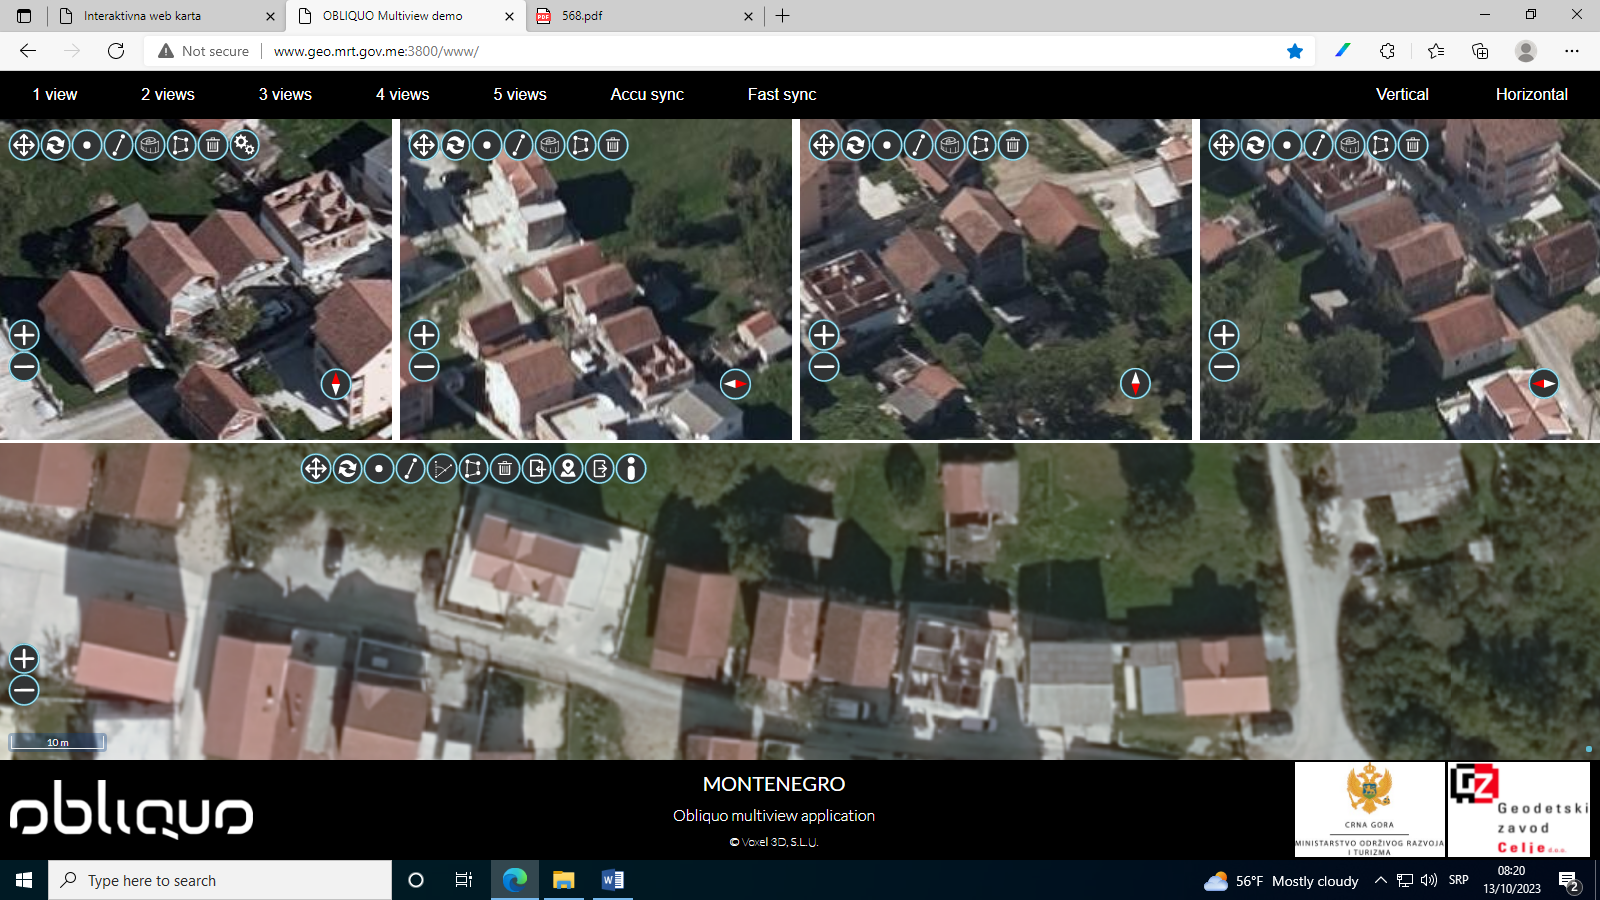 Interaktivna web karta
OBLIQUO Multiview demo
568.pdf
Not secure
www.geo.mrt.gov.me:3800/www/
1 view
2 views
3 views
4 views
5 views
Accu sync
Fast sync
Vertical
Horizontal
10 m
obliquo
MONTENEGRO
Obliquo multiview application
© Voxel 3D, S.L.U.
CRNA GORA
MINISTARSTVO ODRŽIVOG RAZVOJA
I TURIZMA
GZ
Geodetski
zavod
Celje d.o.o.
Type here to search
56°F Mostly cloudy
SRP
08:20
13/10/2023
2